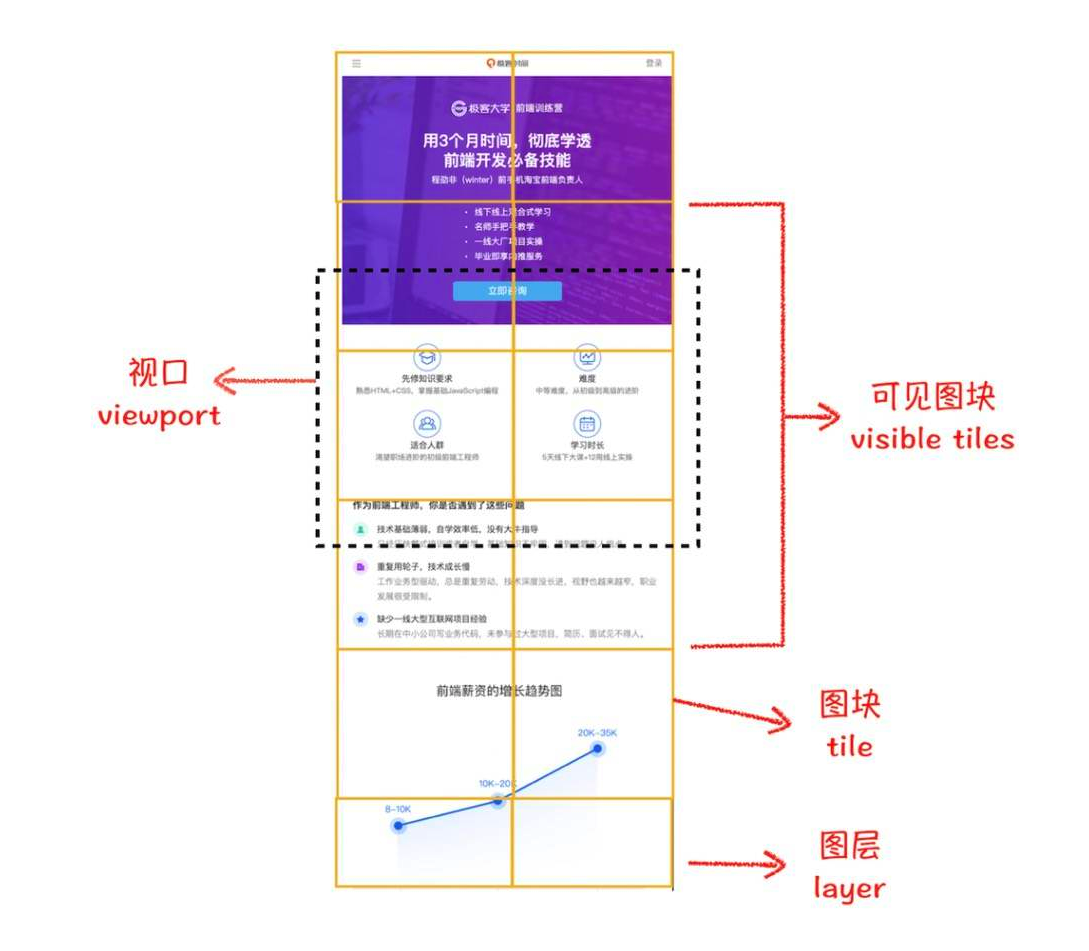 极客时间
登录
极客大学 前端训练营
用3个月时间，彻底学透
前端开发必备技能
程劭非（winter）前手机淘宝前端负责人
· 线下线上混合式学习
· 名师手把手教学
· 一线大厂项目实操
· 毕业即享内推服务
立即咨询
先修知识要求
熟悉HTML+CSS、掌握基础JavaScript编程
难度
中等难度，从初级到高级的进阶
适合人群
渴望职场进阶的初级前端工程师
学习时长
5天线下大课+12周线上实操
作为前端工程师，你是否遇到了这些问题
技术基础薄弱，自学效率低，没有大牛指导
重复用轮子，技术成长慢
工作业务型驱动，总是重复劳动，技术深度没长进，视野也越来越窄，职业
发展很受限制。
缺少一线大型互联网项目经验
长期在中小公司写业务代码，未参与过大型项目，简历、面试见不得人。
前端薪资的增长趋势图
20K-35K
10K-20K
8-10K
视口
viewport
可见图块
visible tiles
图块
tile
图层
layer